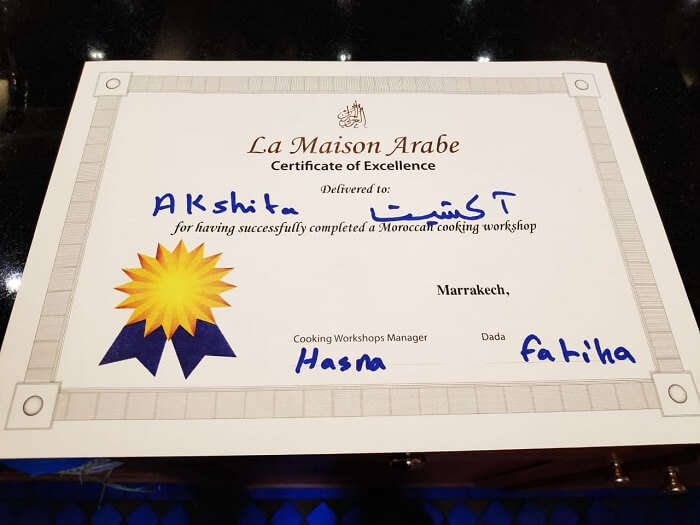 La Maison Arabe
Certificate of Excellence
Delivered to:
AKshita آكشيت
for having successfully completed a Moroccan cooking workshop
Marrakech,
Cooking Workshops Manager Dada
Hasna Fatiha